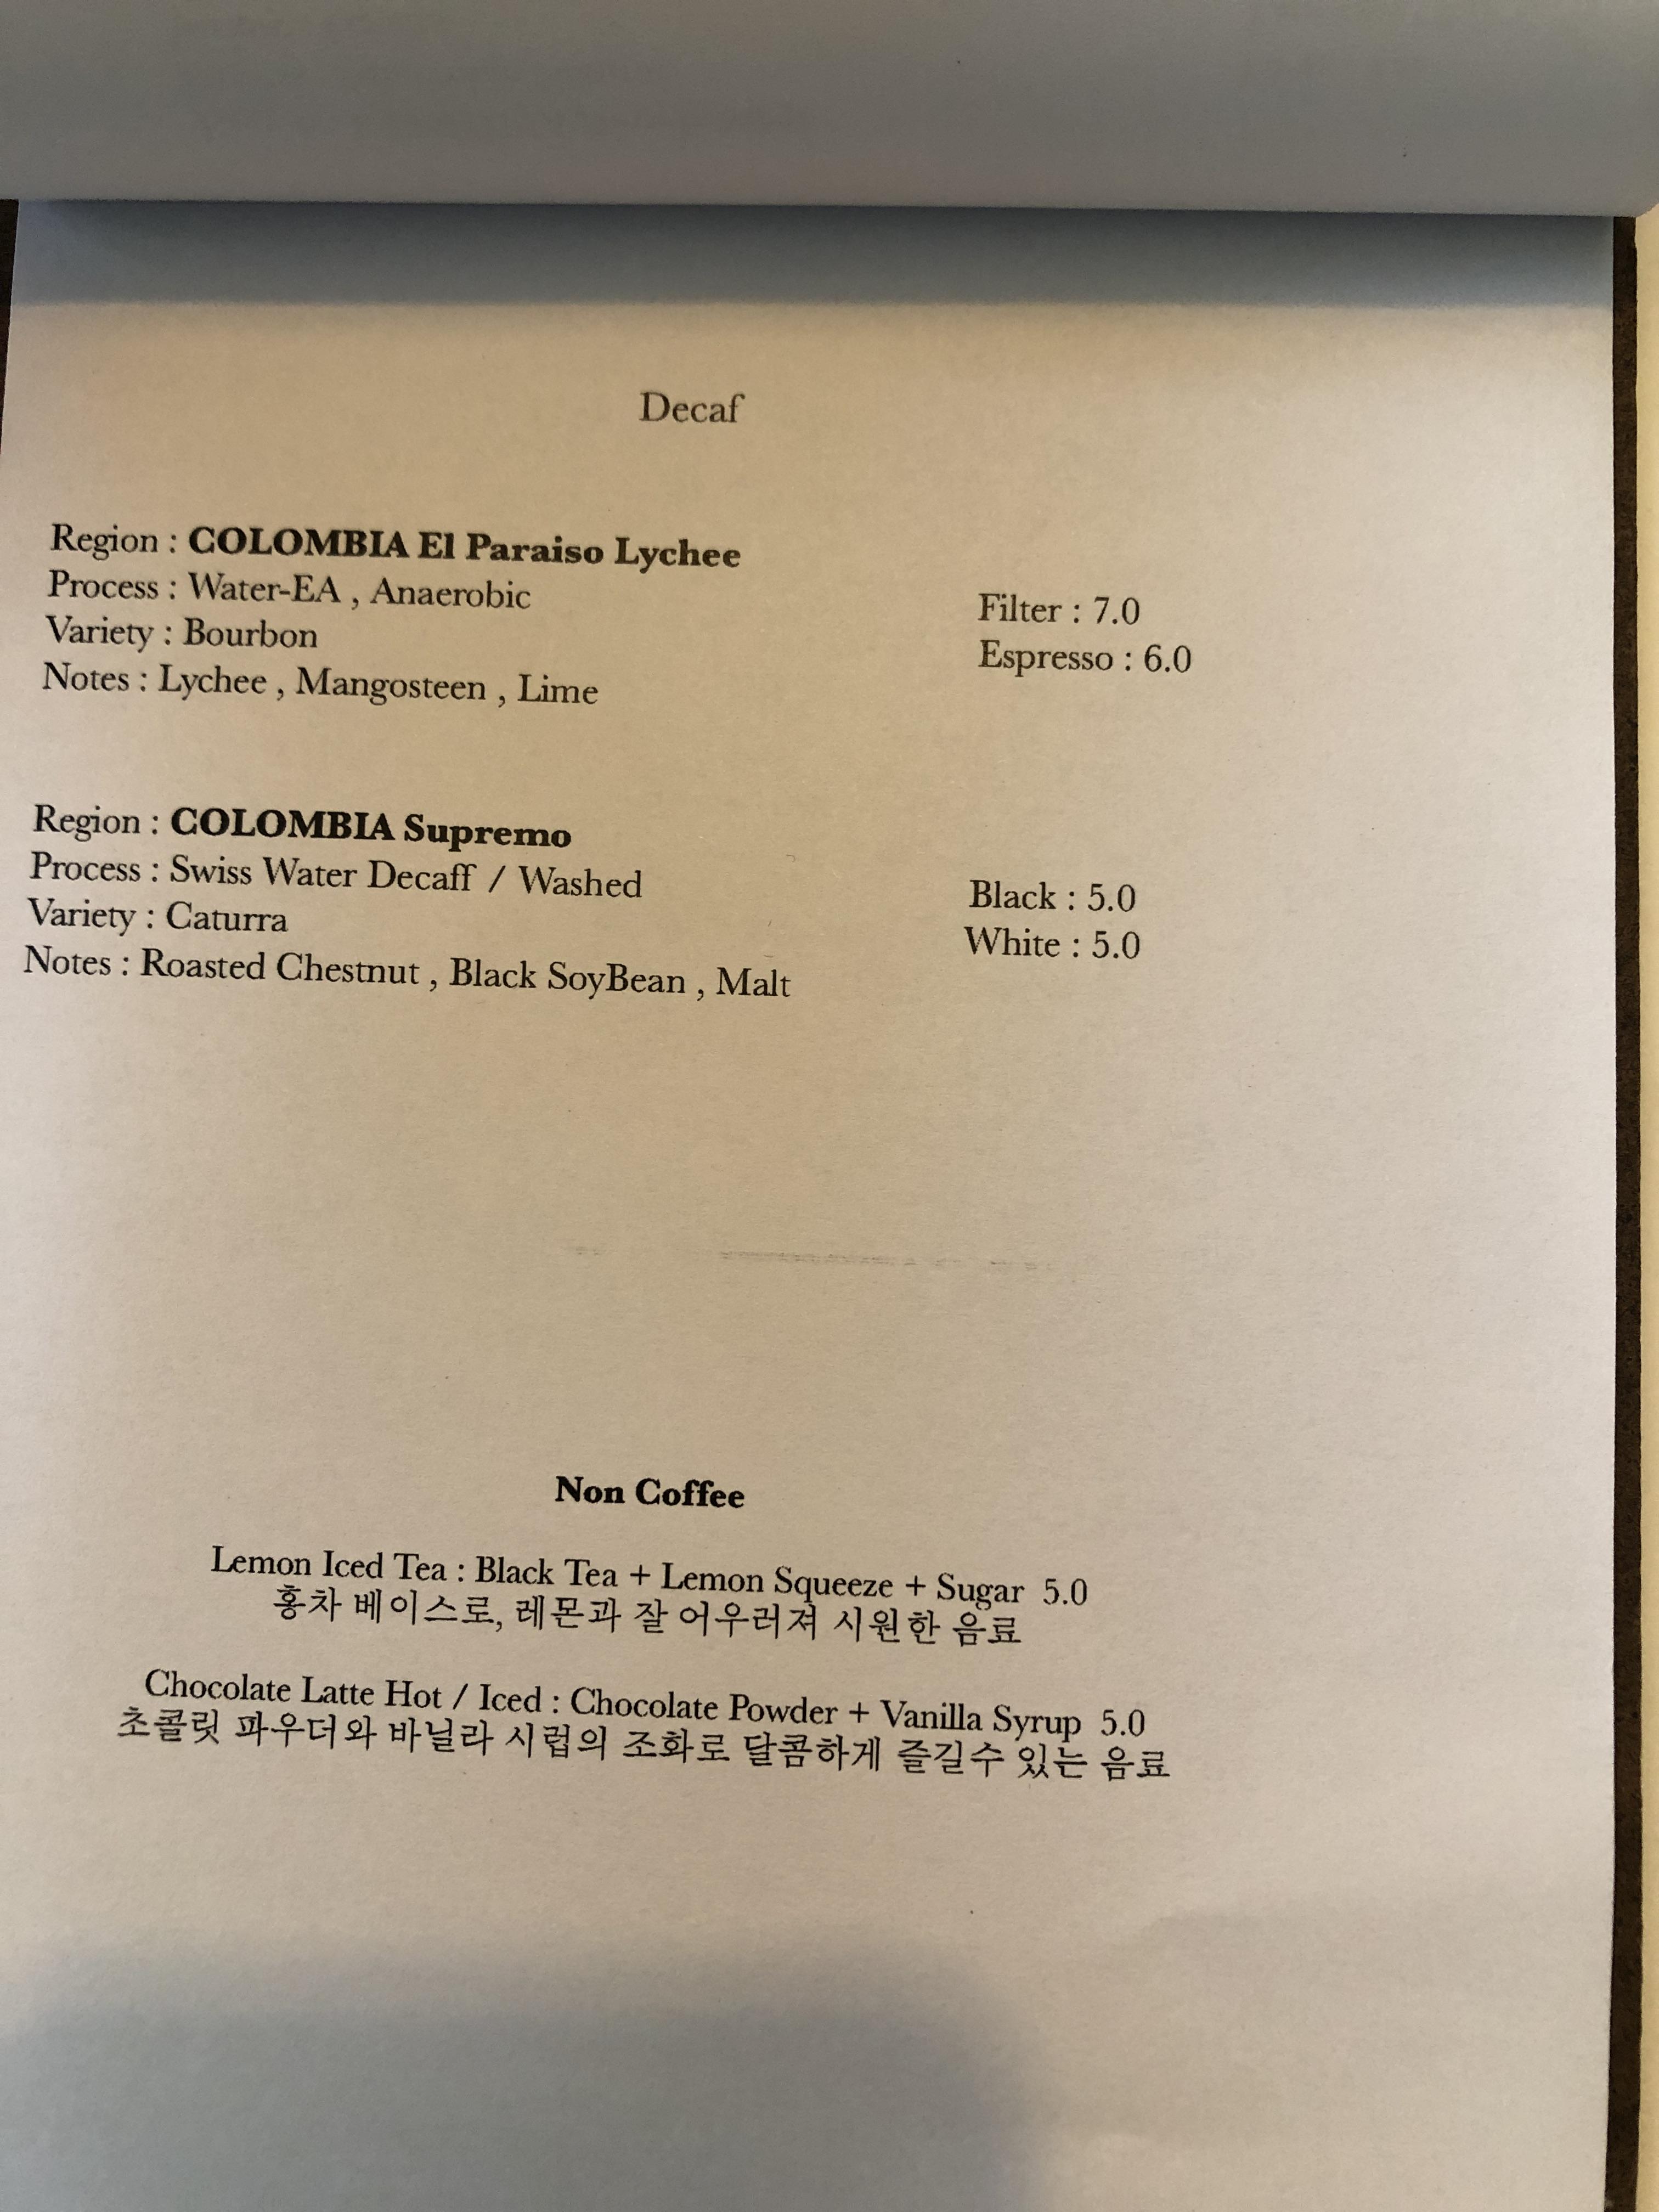 Decaf
Region : COLOMBIA El Paraiso Lychee
Process : Water-EA , Anaerobic
Variety : Bourbon
Notes : Lychee , Mangosteen , Lime
Filter : 7.0
Espresso : 6.0
Region : COLOMBIA Supremo
Process : Swiss Water Decaff / Washed
Variety : Caturra
Notes : Roasted Chestnut , Black SoyBean , Malt
Black : 5.0
White : 5.0
Non Coffee
Lemon Iced Tea : Black Tea + Lemon Squeeze + Sugar 5.0
홍차 베이스로, 레몬과 잘 어우러져 시원한 음료
Chocolate Latte Hot / Iced : Chocolate Powder + Vanilla Syrup 5.0
초콜릿 파우더와 바닐라 시럽의 조화로 달콤하게 즐길수 있는 음료